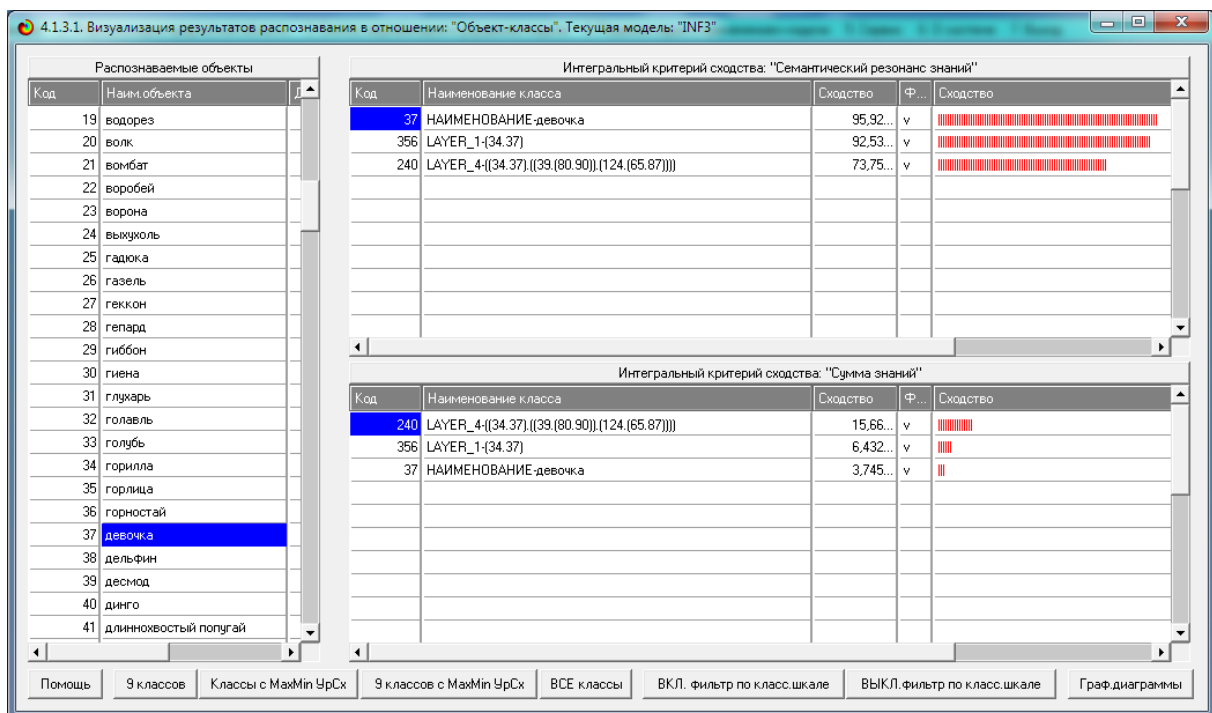 4.1.3.1. Визуализация результатов распознавания в отношении: "Объект-классы". Текущая модель: "INF3"
Распознаваемые объекты
Код Наим.объекта
19 водорез
20 волк
21 вомбат
22 воробей
23 ворона
24 выхухоль
25 гадюка
26 газель
27 геккон
28 гепард
29 гиббон
30 гиена
31 глухарь
32 голавль
33 голубь
34 горилла
35 горлица
36 горностай
37 девочка
38 дельфин
39 десмод
40 динго
41 длиннохвостый попугай
Интегральный критерий сходства: "Семантический резонанс знаний"
Код Наименование класса Сходство Ф... Сходство
37 НАИМЕНОВАНИЕ-девочка 95,92... v
356 LAYER_1-(34.37) 92,53... v
240 LAYER_4-((34.37).((39.(80.90)).(124.(65.87)))) 73,75... v
Интегральный критерий сходства: "Сумма знаний"
Код Наименование класса Сходство Ф... Сходство
240 LAYER_4-((34.37).((39.(80.90)).(124.(65.87)))) 15,66... v
356 LAYER_1-(34.37) 6,432... v
37 НАИМЕНОВАНИЕ-девочка 3,745... v
Помощь 9 классов Классы с MaxMin УрСх 9 классов с MaxMin УрСх ВСЕ классы ВКЛ. фильтр по класс.шкале ВЫКЛ.фильтр по класс.шкале Граф.диаграммы